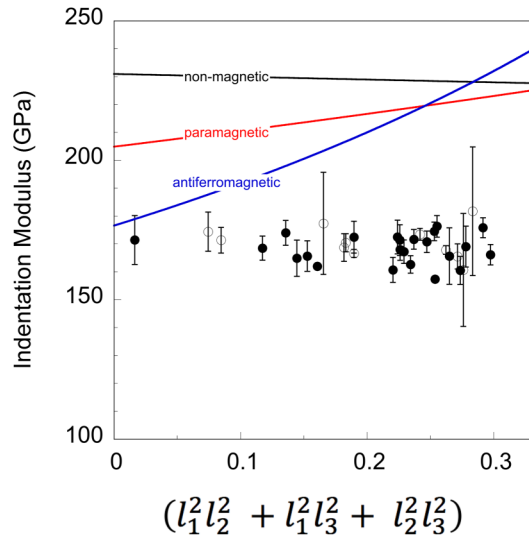 250
non-magnetic
200
paramagnetic
antiferromagnetic
150
100
Indentation Modulus (GPa)
0
0.1
0.2
0.3
(l₁²l₂² + l₁²l₃² + l₂²l₃²)